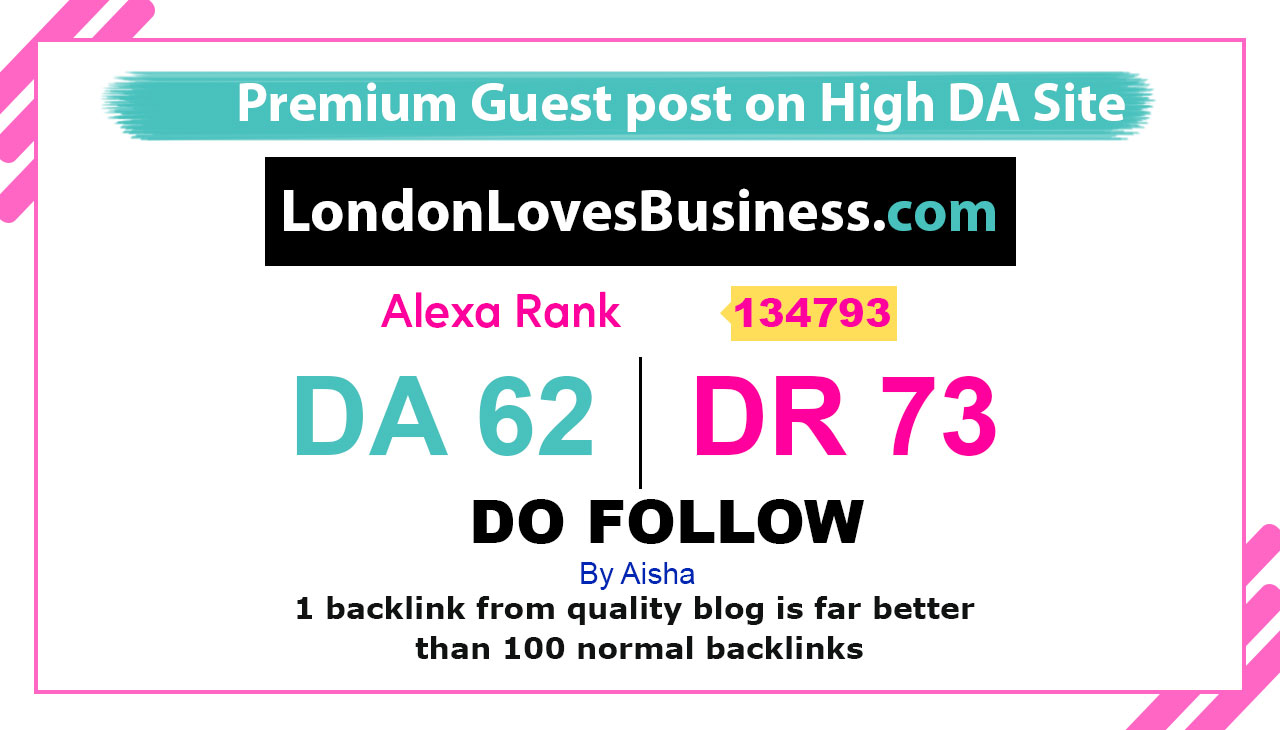 Premium Guest post on High DA Site
LondonLovesBusiness.com
Alexa Rank 134793
DA 62 DR 73
DO FOLLOW
By Aisha
1 backlink from quality blog is far better
than 100 normal backlinks